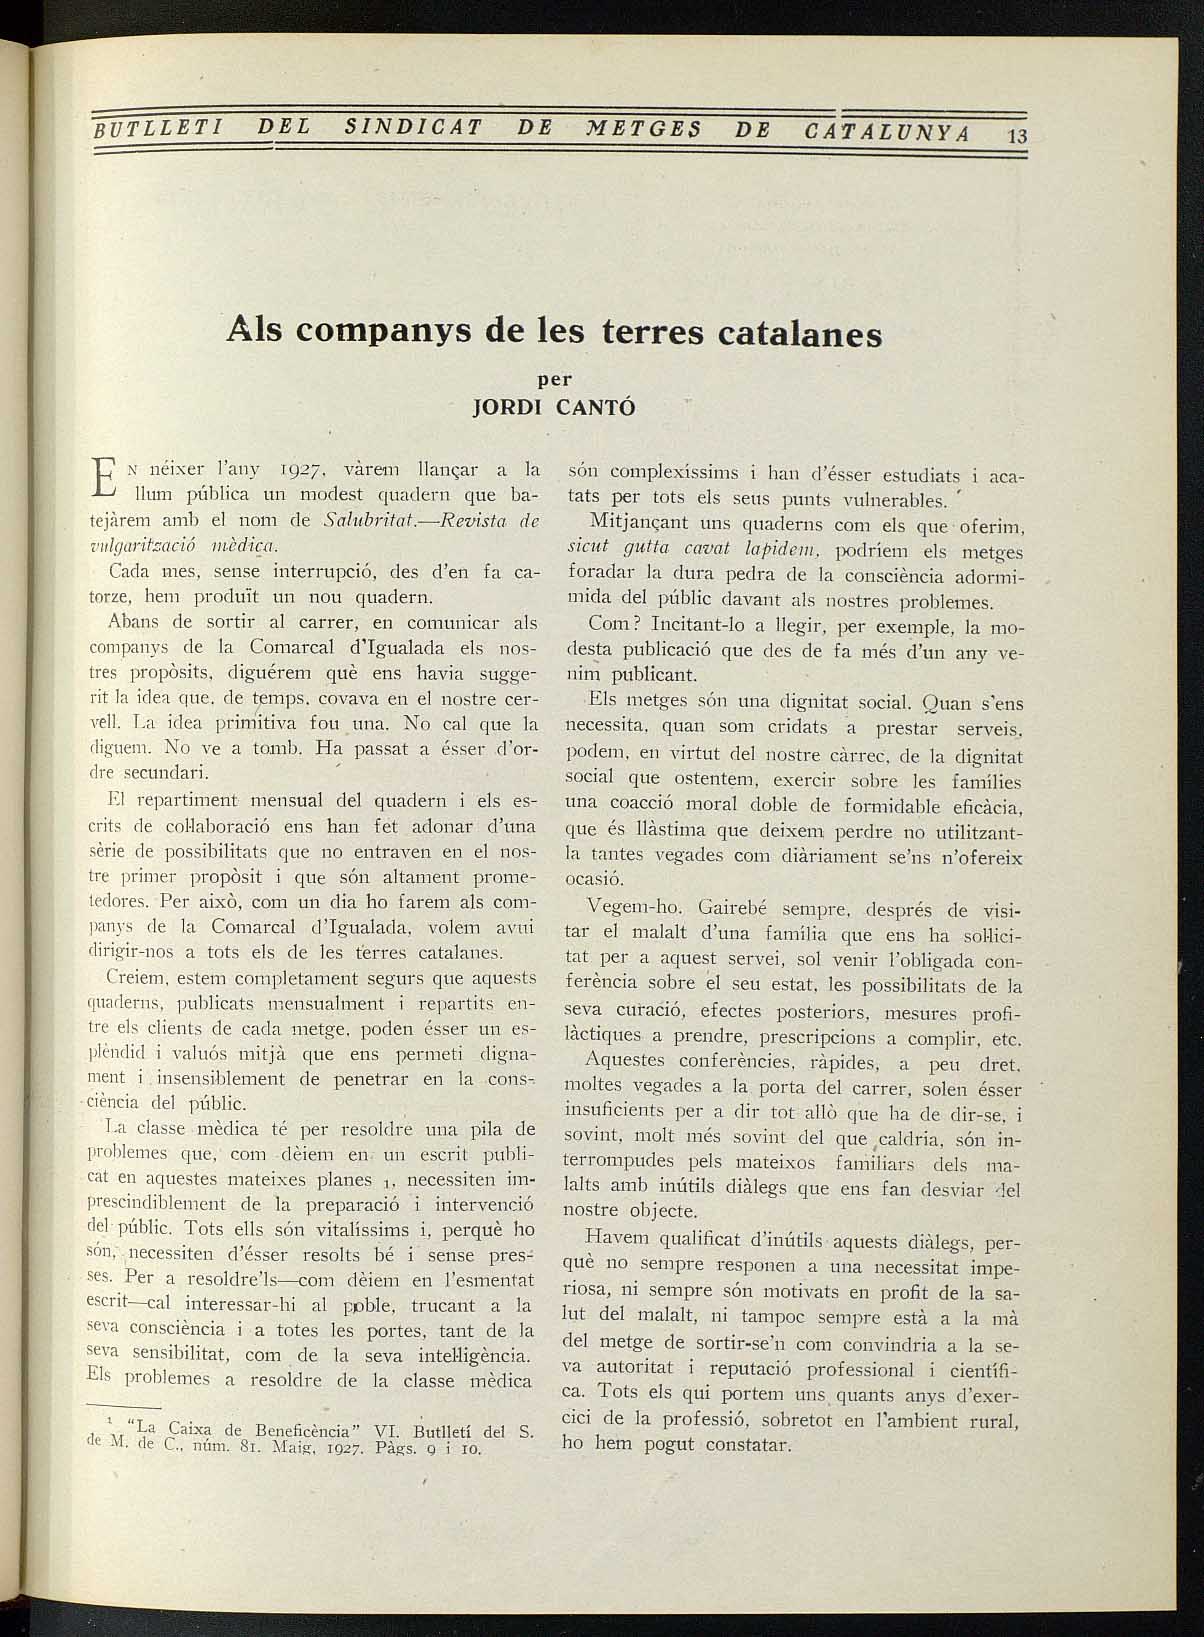 BUTLLETI DEL SINDICAT DE METGES DE CATALUNYA 13
Als companys de les terres catalanes
per
JORDI CANTÓ
EN néixer l'any 1927, vàrem llançar a la
llum pública un modest quadern que ba-
tejàrem amb el nom de Salubritat.—Revista de
vulgarització mèdica.
Cada mes, sense interrupció, des d'en fa ca-
torze, hem produït un nou quadern.
Abans de sortir al carrer, en comunicar als
companys de la Comarcal d'Igualada els nos-
tres propòsits, diguérem què ens havia sugge-
rit la idea que, de temps, covava en el nostre cer-
vell. La idea primitiva fou una. No cal que la
diguem. No ve a tomb. Ha passat a ésser d'or-
dre secundari.
El repartiment mensual del quadern i els es-
crits de col·laboració ens han fet adonar d'una
sèrie de possibilitats que no entraven en el nos-
tre primer propòsit i que són altament prome-
tedores. Per això, com un dia ho farem als com-
panys de la Comarcal d'Igualada, volem avui
dirigir-nos a tots els de les terres catalanes.
Creiem, estem completament segurs que aquests
quaderns, publicats mensualment i repartits en-
tre els clients de cada metge, poden ésser un es-
plèndid i valuós mitjà que ens permeti digna-
ment i insensiblement de penetrar en la cons-
ciència del públic.
La classe mèdica té per resoldre una pila de
problemes que, com dèiem en un escrit publi-
cat en aquestes mateixes planes 1, necessiten im-
prescindiblement de la preparació i intervenció
del públic. Tots ells són vitalíssims i, perquè ho
són, necessiten d'ésser resolts bé i sense pres-
ses. Per a resoldre'ls—com dèiem en l'esmentat
escrit—cal interessar-hi al ppble, trucant a la
seva consciència i a totes les portes, tant de la
seva sensibilitat, com de la seva intel·ligència.
Els problemes a resoldre de la classe mèdica
1 "La Caixa de Beneficència" VI. Butlletí del S.
de M. de C., núm. 81. Maig, 1927. Pàgs. 9 i 10.
són complexíssims i han d'ésser estudiats i aca-
tats per tots els seus punts vulnerables.
Mitjançant uns quaderns com els que oferim,
sicut gutta cavat lapidem, podríem els metges
foradar la dura pedra de la consciència adormi-
mida del públic davant als nostres problemes.
Com? Incitant-lo a llegir, per exemple, la mo-
desta publicació que des de fa més d'un any ve-
nim publicant.
Els metges són una dignitat social. Quan s'ens
necessita, quan som cridats a prestar serveis,
podem, en virtut del nostre càrrec, de la dignitat
social que ostentem, exercir sobre les famílies
una coacció moral doble de formidable eficàcia,
que és llàstima que deixem perdre no utilitzant-
la tantes vegades com diàriament se'ns n'ofereix
ocasió.
Vegem-ho. Gairebé sempre, després de visi-
tar el malalt d'una família que ens ha sol·lici-
tat per a aquest servei, sol venir l'obligada con-
ferència sobre el seu estat, les possibilitats de la
seva curació, efectes posteriors, mesures profi-
làctiques a prendre, prescripcions a complir, etc.
Aquestes conferències, ràpides, a peu dret,
moltes vegades a la porta del carrer, solen ésser
insuficients per a dir tot allò que ha de dir-se, i
sovint, molt més sovint del que caldria, són in-
terrompudes pels mateixos familiars dels ma-
lalts amb inútils diàlegs que ens fan desviar del
nostre objecte.
Havem qualificat d'inútils aquests diàlegs, per-
què no sempre responen a una necessitat impe-
riosa, ni sempre són motivats en profit de la sa-
lut del malalt, ni tampoc sempre està a la mà
del metge de sortir-se'n com convindria a la se-
va autoritat i reputació professional i científi-
ca. Tots els qui portem uns quants anys d'exer-
cici de la professió, sobretot en l'ambient rural,
ho hem pogut constatar.